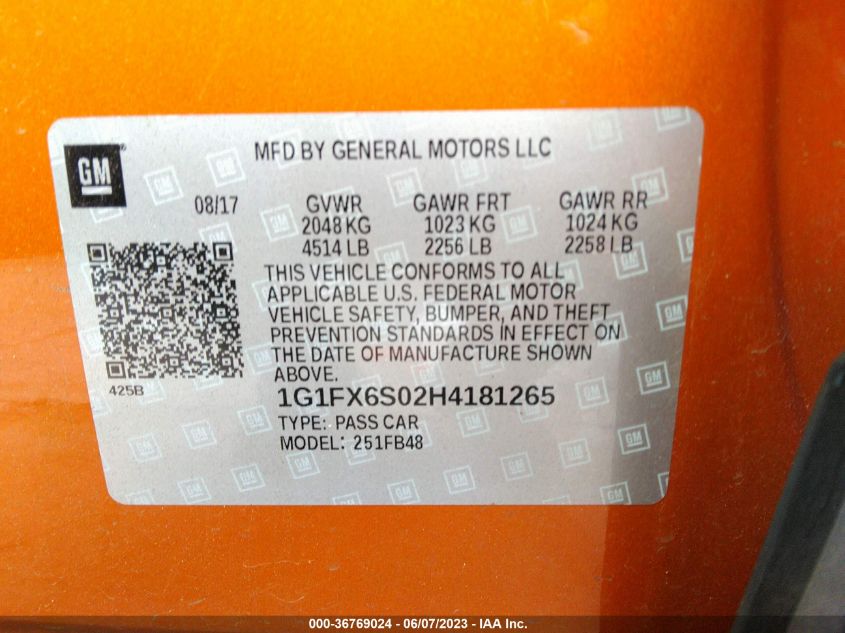 GM
MFD BY GENERAL MOTORS LLC
08/17 GVWR GAWR FRT GAWR RR
2048 KG 1023 KG 1024 KG
4514 LB 2256 LB 2258 LB
THIS VEHICLE CONFORMS TO ALL
APPLICABLE U.S. FEDERAL MOTOR
VEHICLE SAFETY, BUMPER, AND THEFT
PREVENTION STANDARDS IN EFFECT ON
THE DATE OF MANUFACTURE SHOWN
ABOVE.
425B
1G1FX6S02H4181265
TYPE: PASS CAR
MODEL: 251FB48
000-36769024 - 06/07/2023 - IAA Inc.